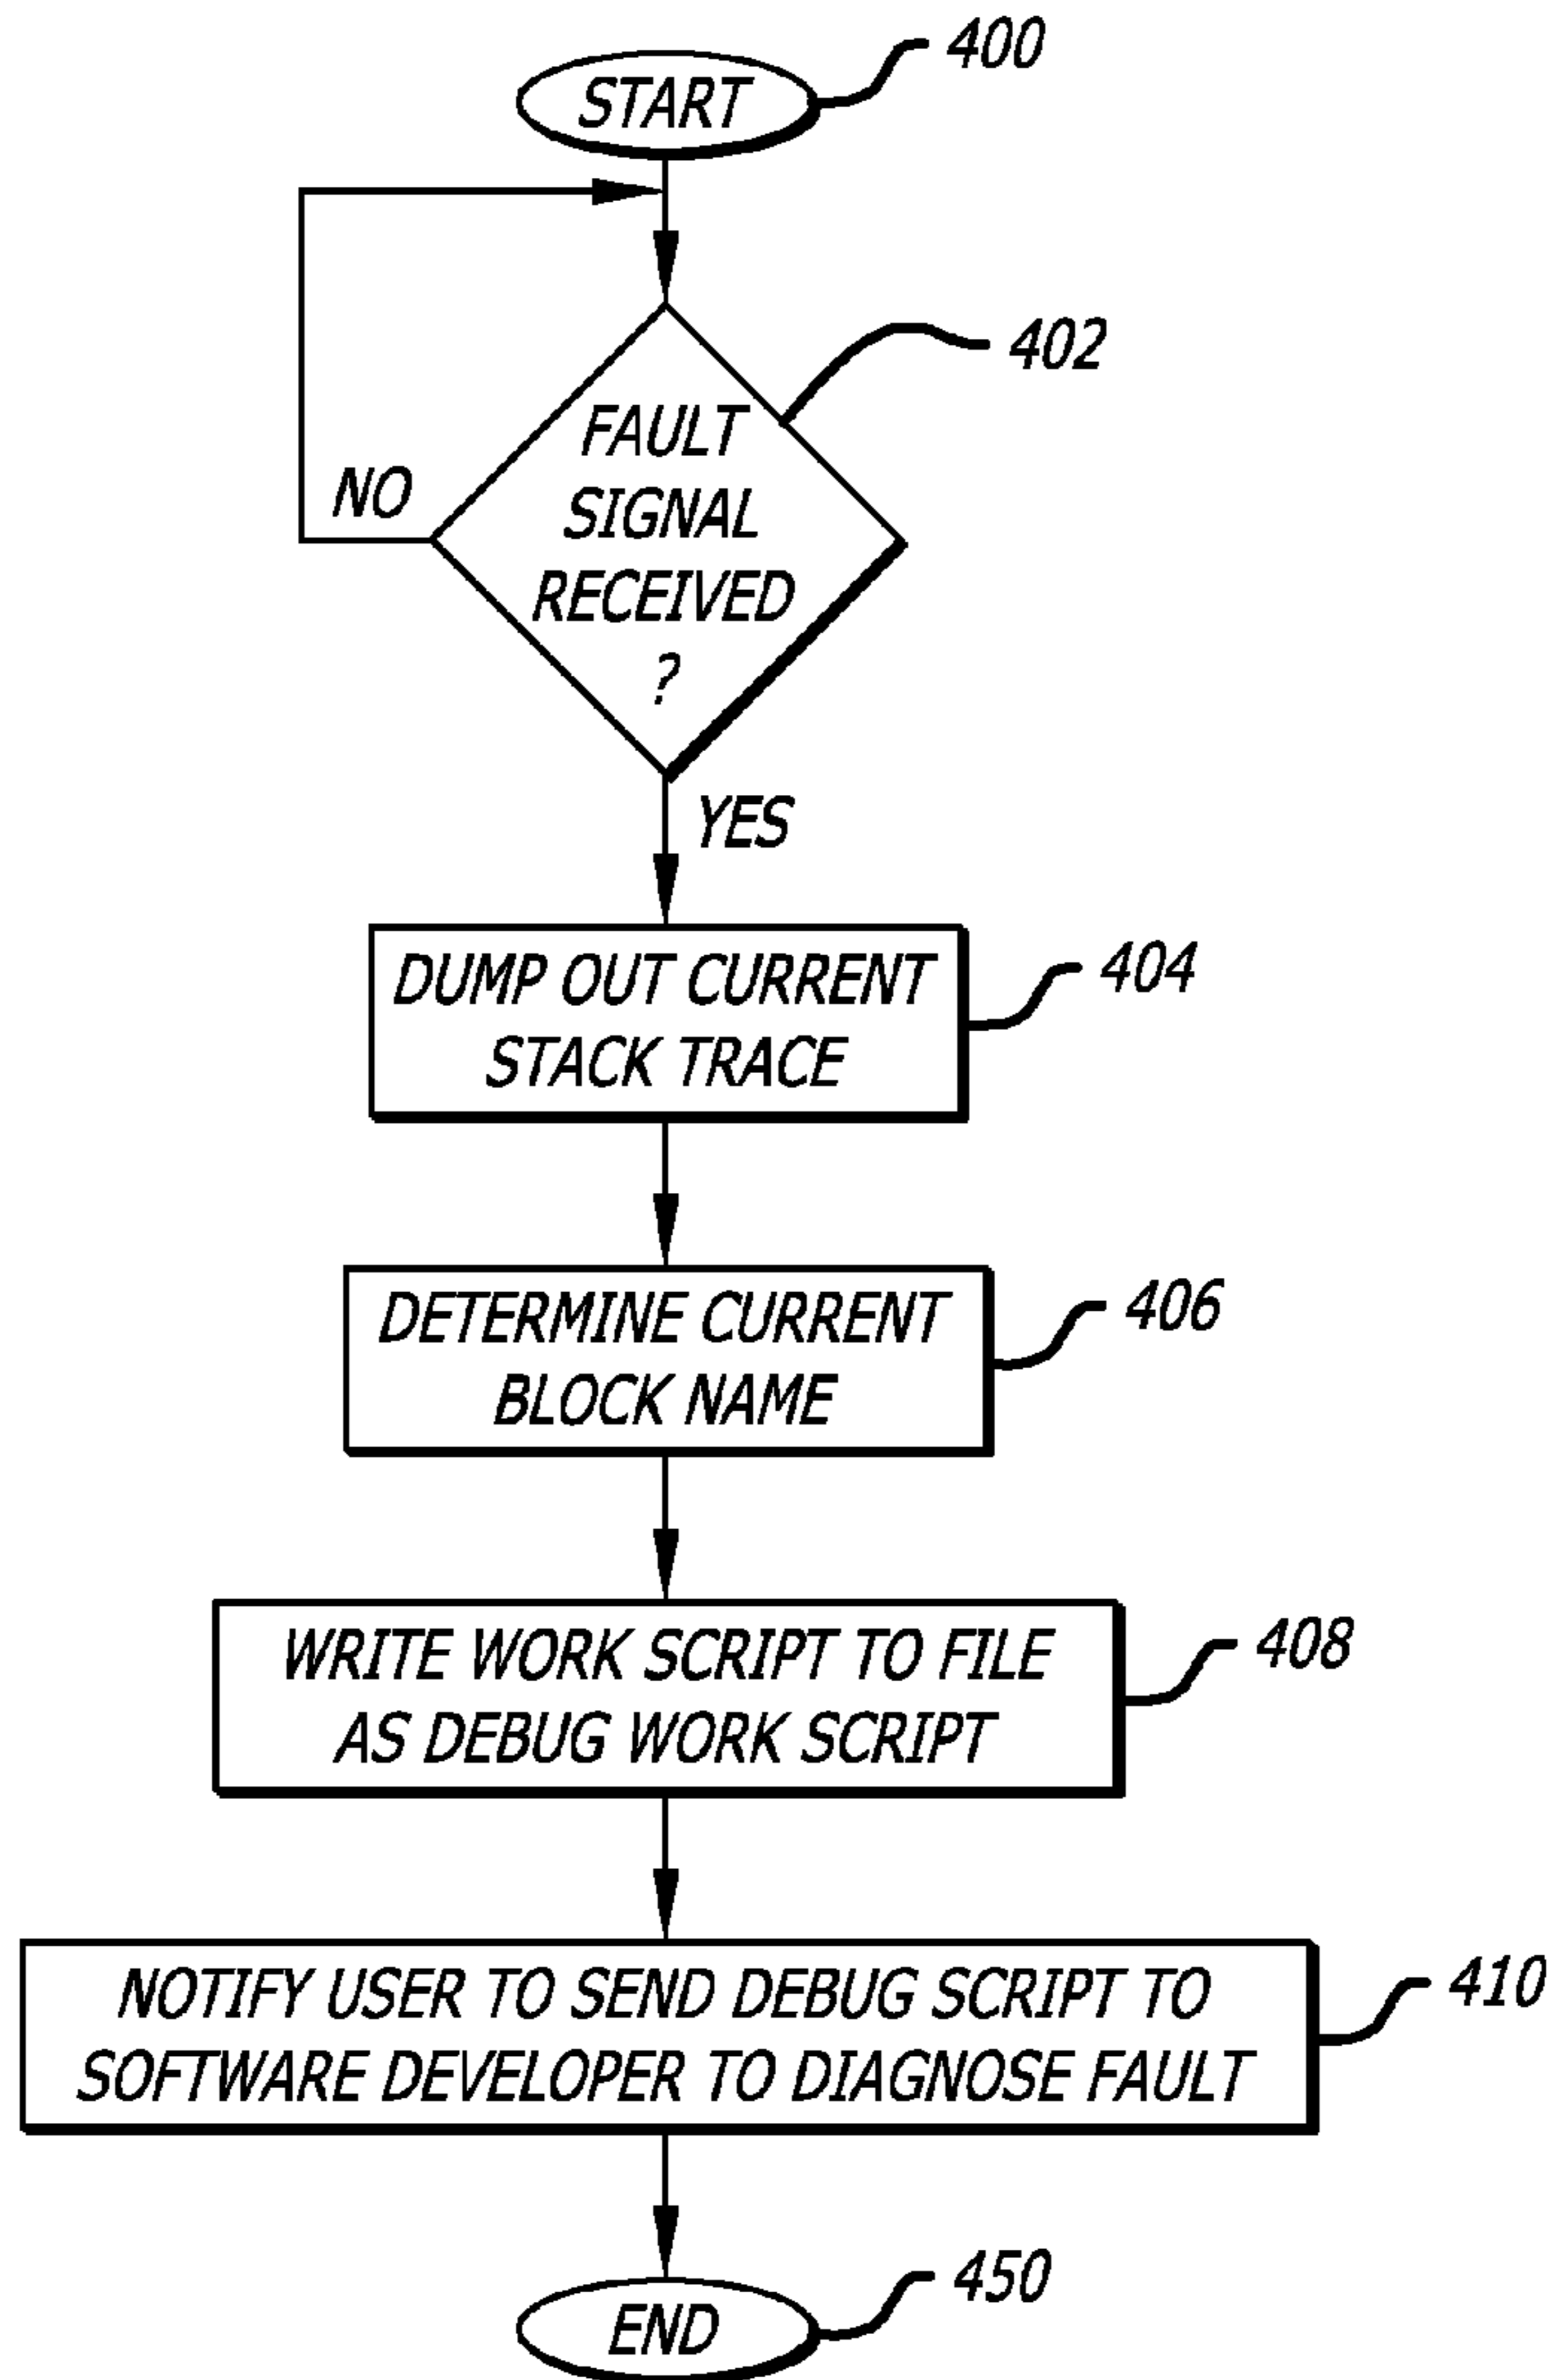 400
START
402
FAULT
SIGNAL
RECEIVED
?
NO
YES
404
DUMP OUT CURRENT
STACK TRACE
406
DETERMINE CURRENT
BLOCK NAME
408
WRITE WORK SCRIPT TO FILE
AS DEBUG WORK SCRIPT
410
NOTIFY USER TO SEND DEBUG SCRIPT TO
SOFTWARE DEVELOPER TO DIAGNOSE FAULT
450
END